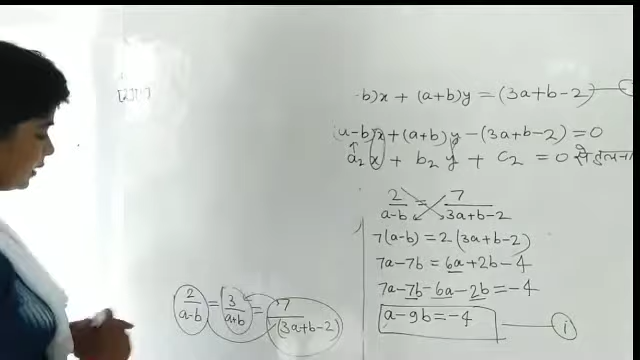 -b)x + (a+b)y = (3a+b-2)
(a-b)x + (a+b)y - (3a+b-2) = 0
a₂x + b₂y + c₂ = 0 से तुलना
2/(a-b) = 7/(3a+b-2)
7(a-b) = 2(3a+b-2)
7a-7b = 6a+2b-4
7a-7b-6a-2b = -4
a-9b = -4 — (i)
2/(a-b) = 3/(a+b) = 7/(3a+b-2)